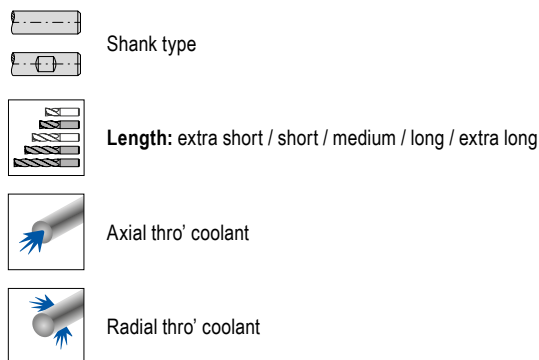 Shank type
Length: extra short / short / medium / long / extra long
Axial thro’ coolant
Radial thro’ coolant